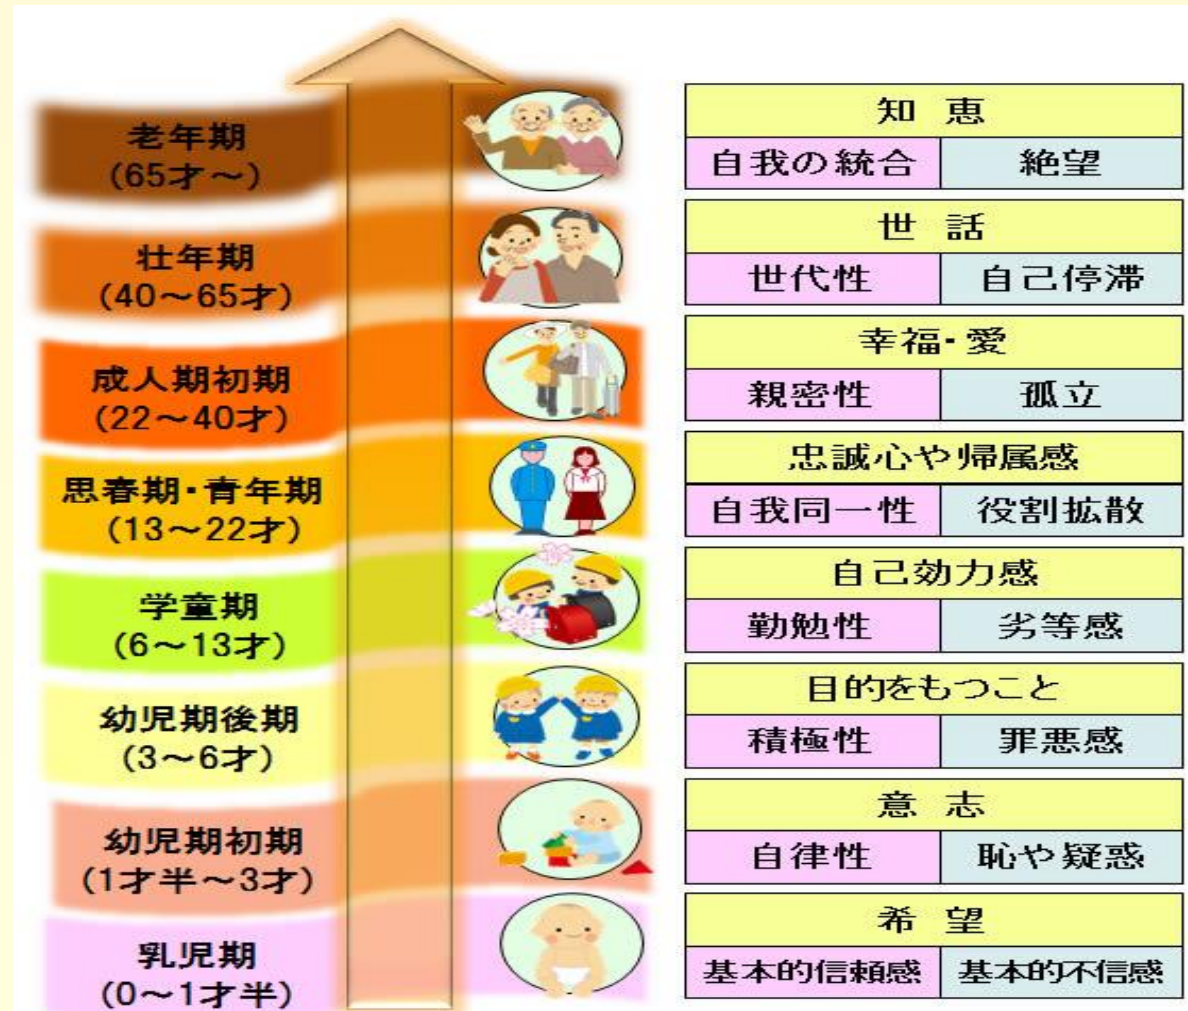 老年期
(65才～)
知 恵
自我の統合 絶望
壮年期
(40～65才)
世 話
世代性 自己停滞
成人期初期
(22～40才)
幸福・愛
親密性 孤立
思春期・青年期
(13～22才)
忠誠心や帰属感
自我同一性 役割拡散
学童期
(6～13才)
自己効力感
勤勉性 劣等感
幼児期後期
(3～6才)
目的をもつこと
積極性 罪悪感
幼児期初期
(1才半～3才)
意 志
自律性 恥や疑惑
乳児期
(0～1才半)
希 望
基本的信頼感 基本的不信感